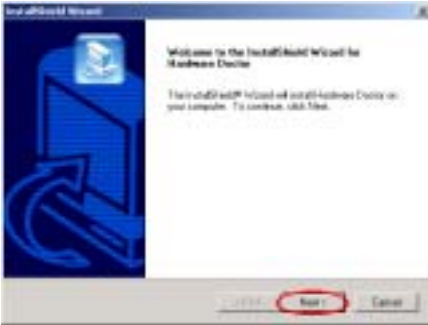 InstallShield Wizard
Welcome to the InstallShield Wizard for
Hardware Doctor
The InstallShield® Wizard will install Hardware Doctor on
your computer. To continue, click Next.
Next >
Cancel